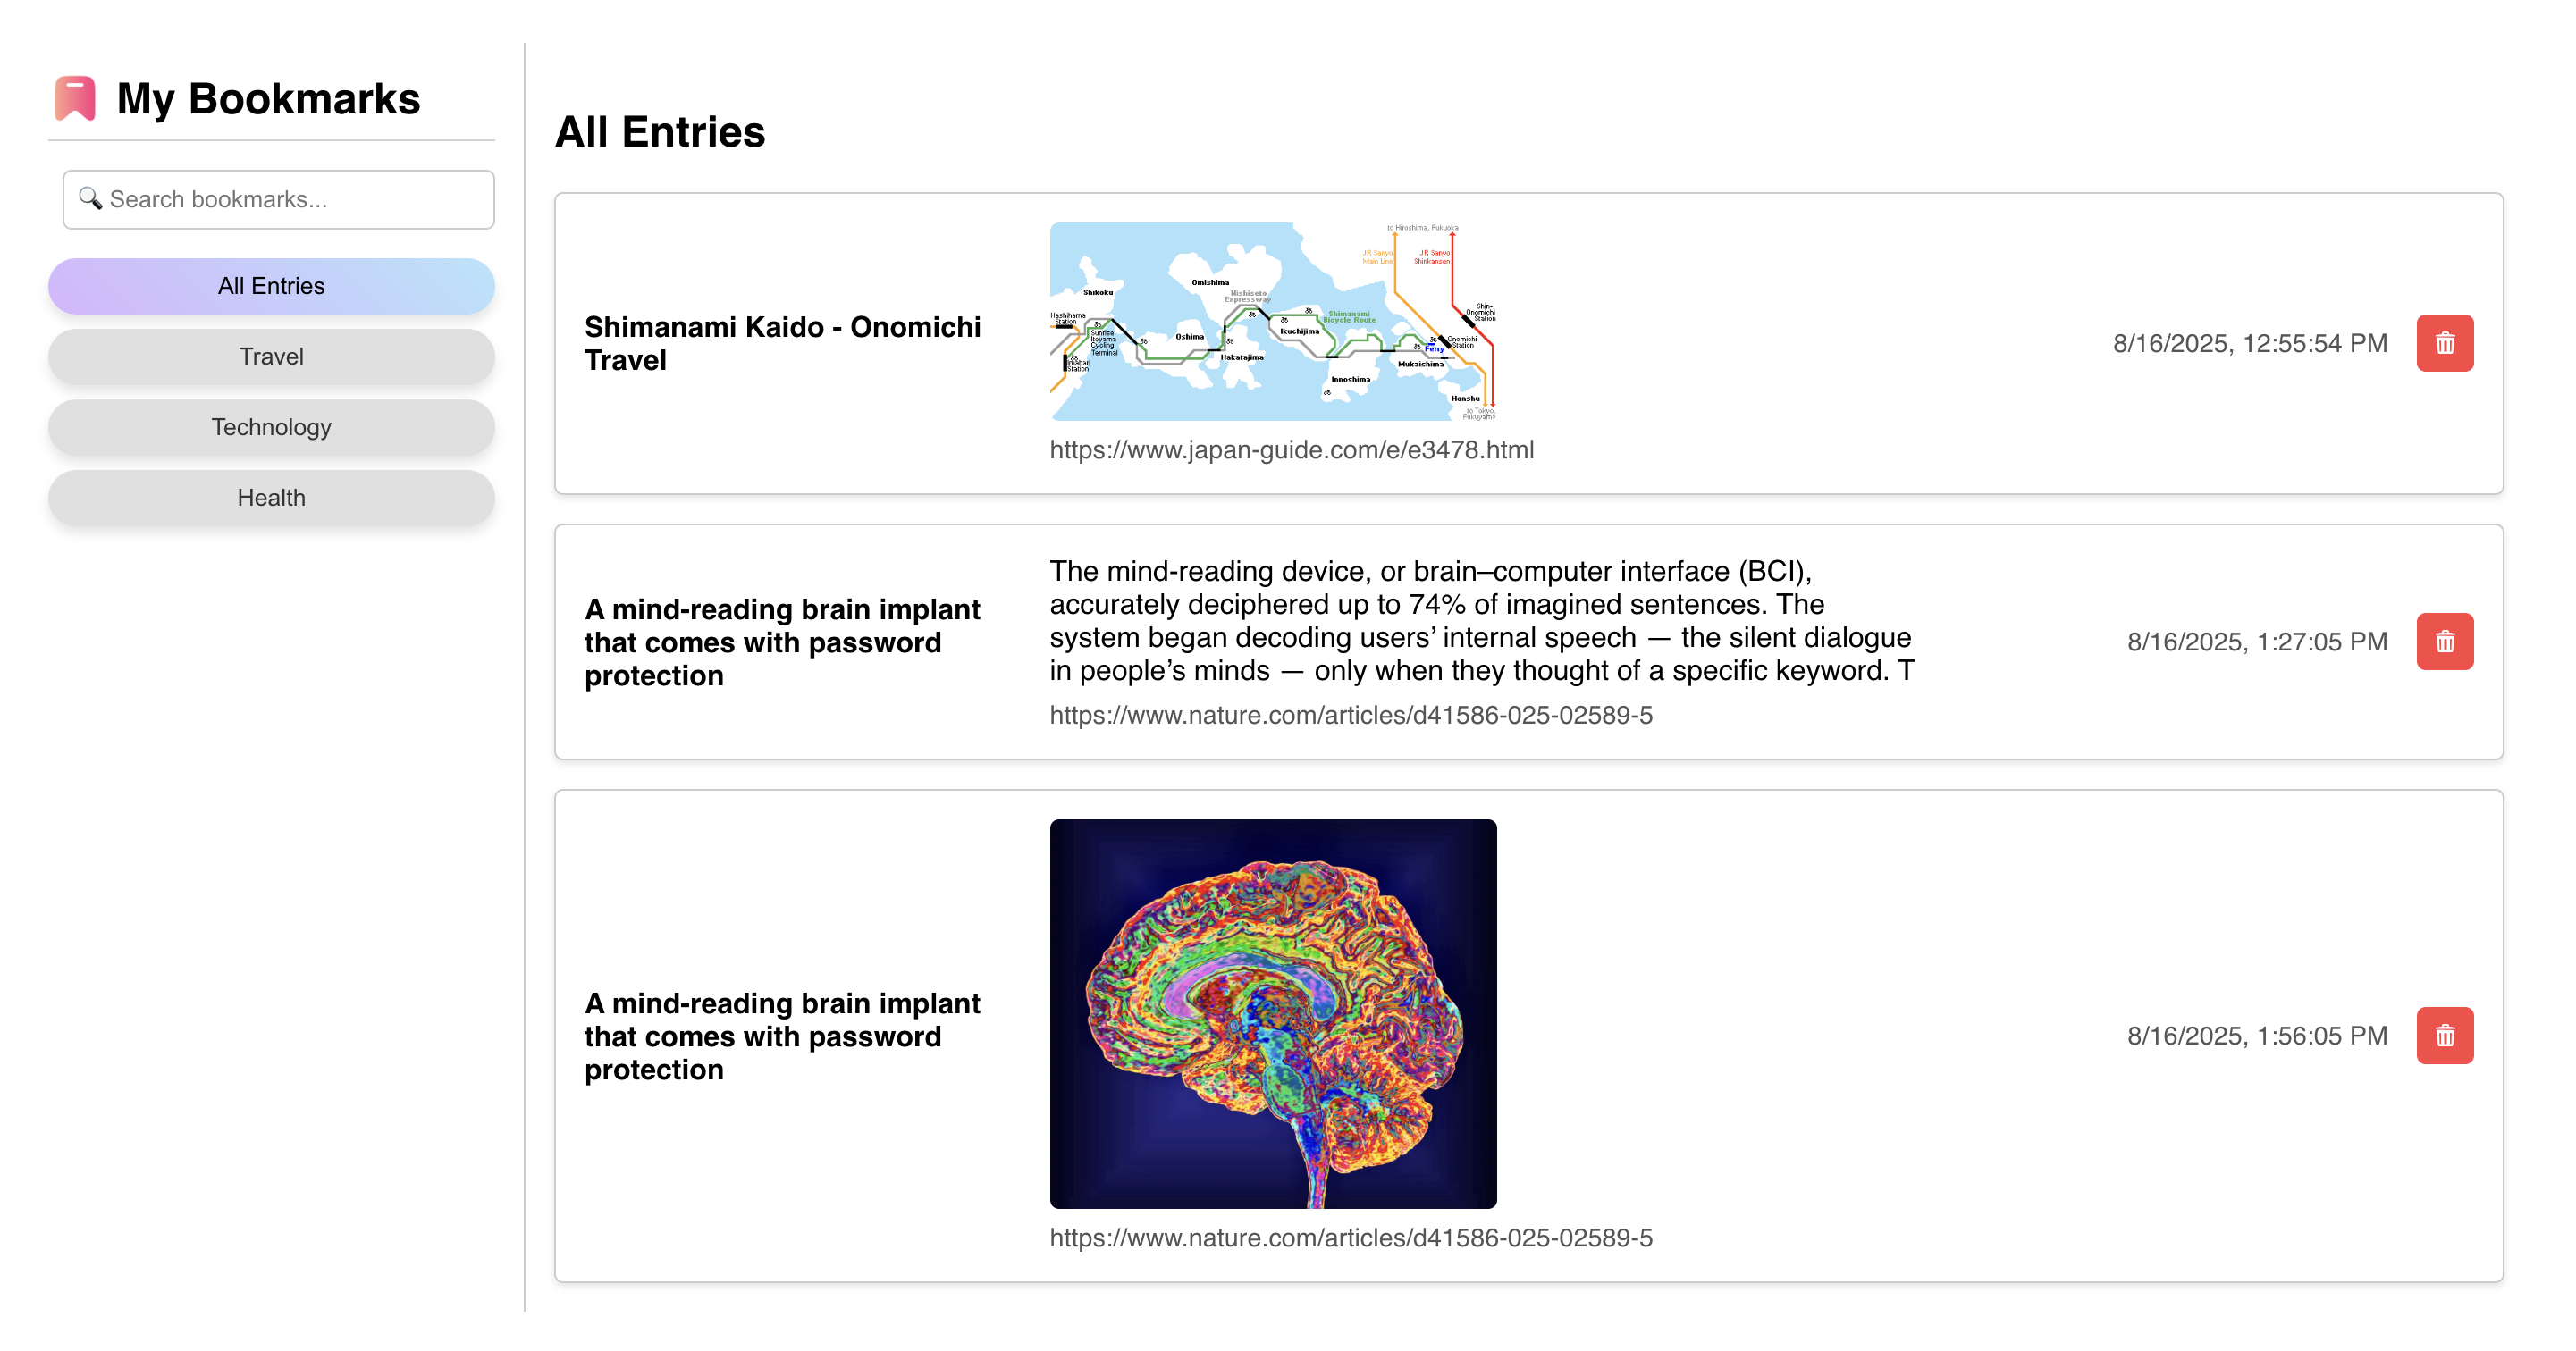 My Bookmarks
🔍 Search bookmarks...
All Entries
Travel
Technology
Health
All Entries
Shimanami Kaido - Onomichi
Travel
to Hiroshima, Fukuoka
JR Sanyo
Main Line
JR Sanyo
Shinkansen
Shikoku
Omishima
Nishiseto
Expressway
Hashihama
Station
Sunrise
Itoyama
Cycling
Terminal
Imabari
Station
Oshima
Hakatajima
Ikuchijima
Shimanami
Bicycle Route
Innoshima
Ferry
Mukaishima
Onomichi
Station
Shin-
Onomichi
Station
Honshu
to Tokyo,
Fukuyama
https://www.japan-guide.com/e/e3478.html
8/16/2025, 12:55:54 PM
A mind-reading brain implant
that comes with password
protection
The mind-reading device, or brain–computer interface (BCI),
accurately deciphered up to 74% of imagined sentences. The
system began decoding users’ internal speech — the silent dialogue
in people’s minds — only when they thought of a specific keyword. T
https://www.nature.com/articles/d41586-025-02589-5
8/16/2025, 1:27:05 PM
A mind-reading brain implant
that comes with password
protection
https://www.nature.com/articles/d41586-025-02589-5
8/16/2025, 1:56:05 PM